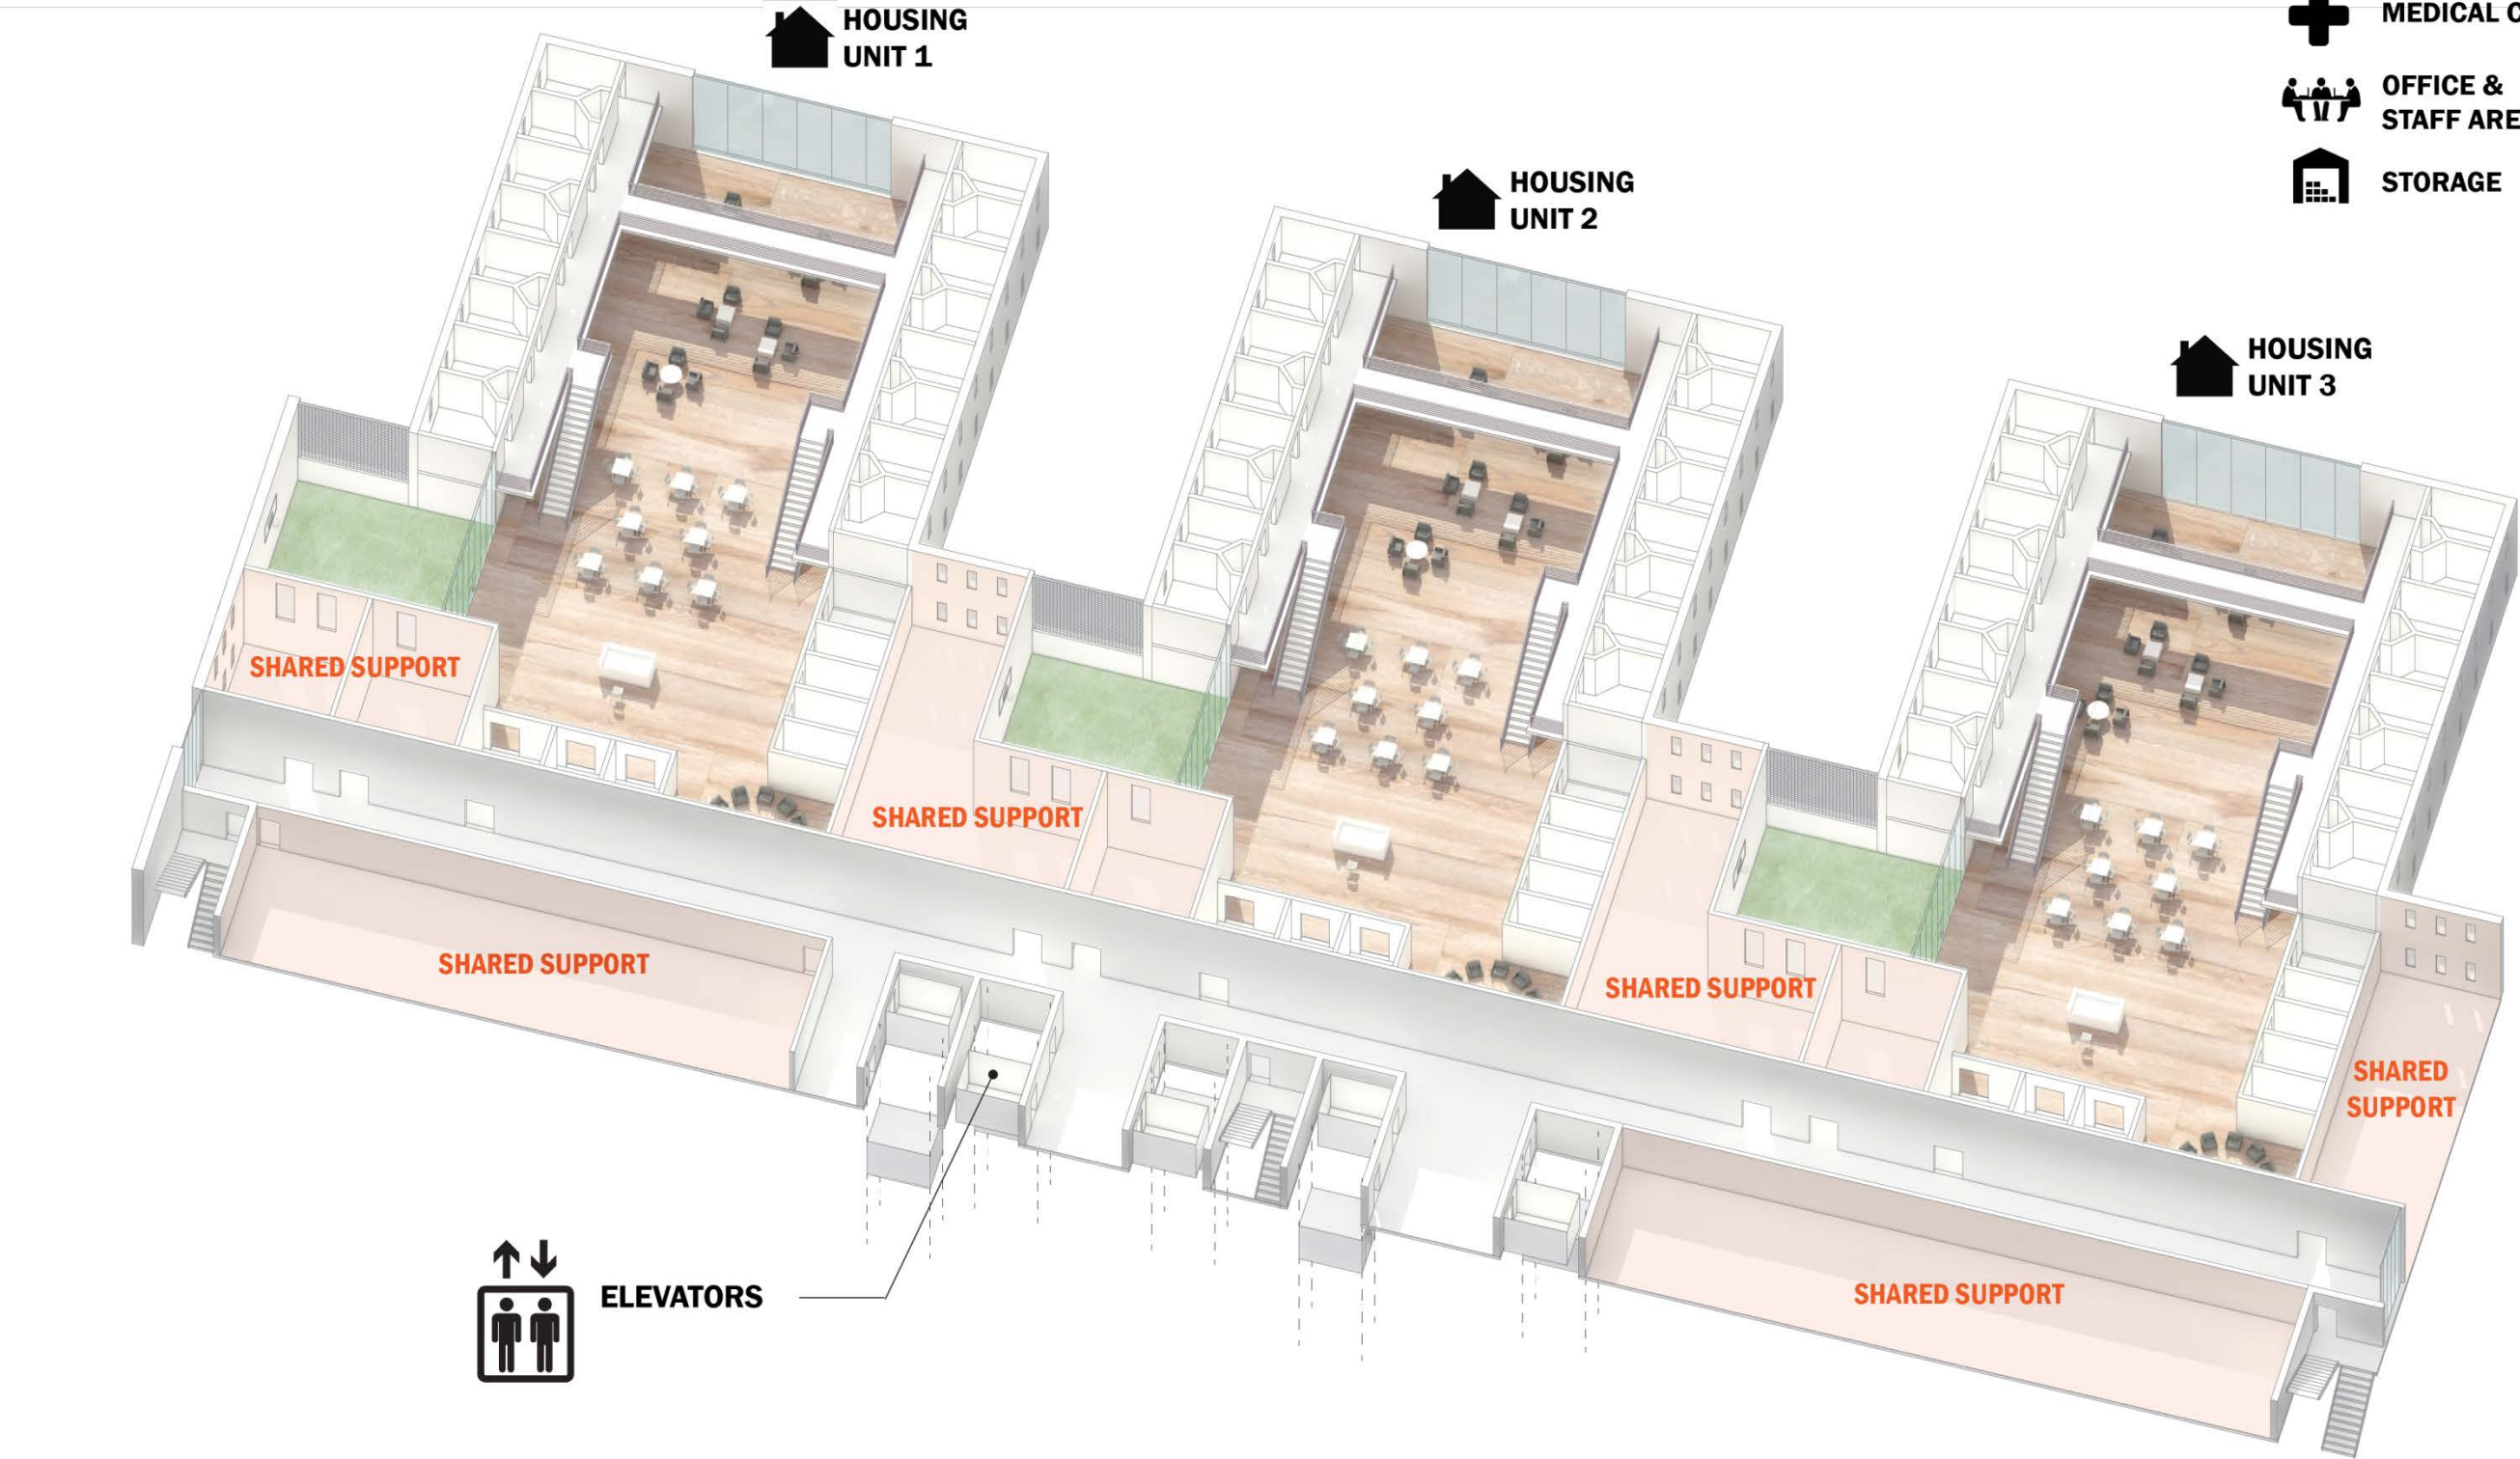 HOUSING
UNIT 1
MEDICAL C
OFFICE &
STAFF ARE
STORAGE
HOUSING
UNIT 2
HOUSING
UNIT 3
SHARED SUPPORT
SHARED SUPPORT
SHARED SUPPORT
SHARED SUPPORT
SHARED
SUPPORT
ELEVATORS
SHARED SUPPORT